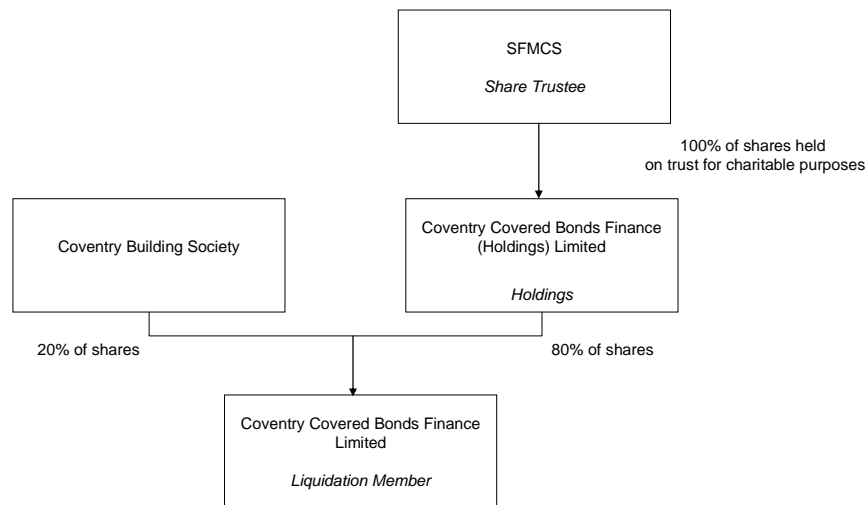 SFMCS
Share Trustee
100% of shares held
on trust for charitable purposes
Coventry Building Society
Coventry Covered Bonds Finance
(Holdings) Limited
Holdings
20% of shares
80% of shares
Coventry Covered Bonds Finance
Limited
Liquidation Member